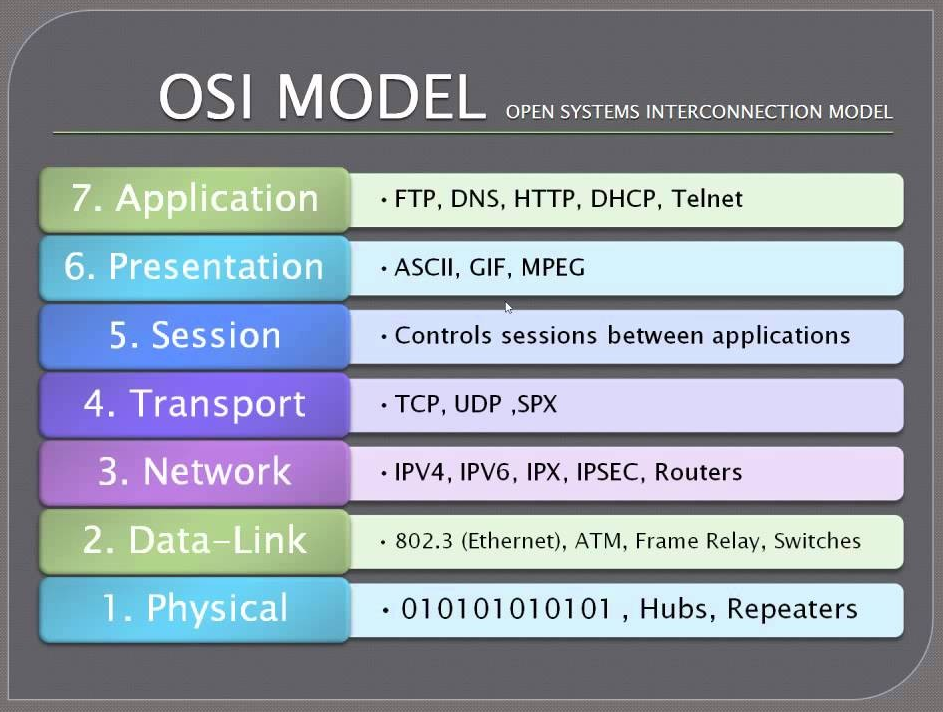 OSI MODEL OPEN SYSTEMS INTERCONNECTION MODEL
7. Application • FTP, DNS, HTTP, DHCP, Telnet
6. Presentation • ASCII, GIF, MPEG
5. Session • Controls sessions between applications
4. Transport • TCP, UDP ,SPX
3. Network • IPV4, IPV6, IPX, IPSEC, Routers
2. Data-Link • 802.3 (Ethernet), ATM, Frame Relay, Switches
1. Physical • 010101010101 , Hubs, Repeaters